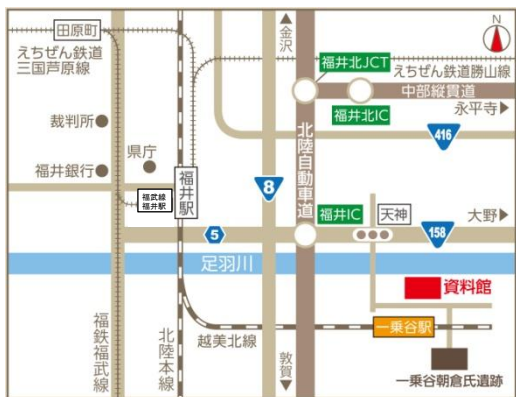 田原町
えちぜん鉄道
三国芦原線
▲金沢
N
福井北JCT
えちぜん鉄道勝山線
中部縦貫道
福井北IC
永平寺▶
416
裁判所
県庁
福井銀行
福武線
福井駅
福井駅
8
北陸自動車道
福井IC
天神
大野▶
5
158
足羽川
資料館
一乗谷駅
越美北線
福鉄福武線
北陸本線
敦賀▼
一乗谷朝倉氏遺跡